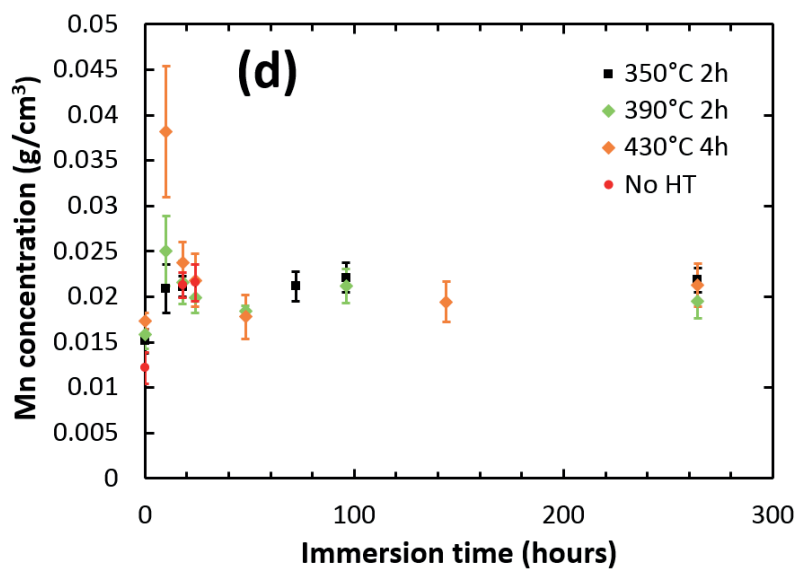 (d)
0.05
0.045
0.04
0.035
0.03
0.025
0.02
0.015
0.01
0.005
0
Mn concentration (g/cm³)
350°C 2h
390°C 2h
430°C 4h
No HT
0 100 200 300
Immersion time (hours)